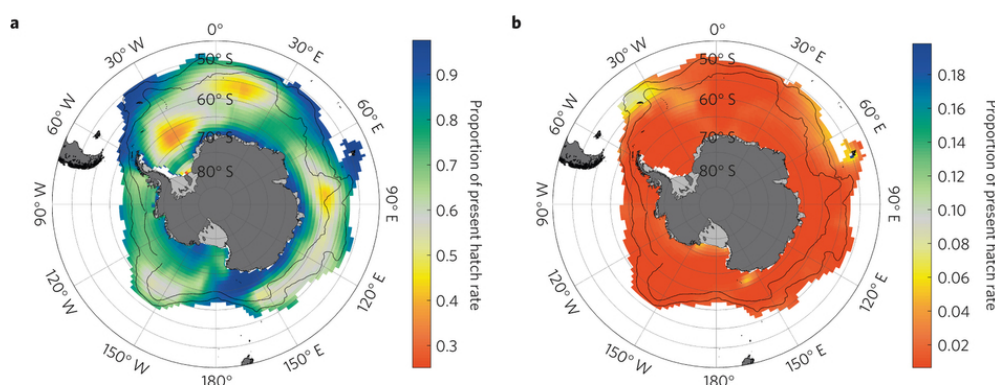 a
0°
30° W
30° E
60° W
60° E
90° W
90° E
120° W
120° E
150° W
150° E
180°
50° S
60° S
70° S
80° S
0.9
0.8
0.7
0.6
0.5
0.4
0.3
Proportion of present hatch rate
b
0°
30° W
30° E
60° W
60° E
90° W
90° E
120° W
120° E
150° W
150° E
180°
50° S
60° S
70° S
80° S
0.18
0.16
0.14
0.12
0.10
0.08
0.06
0.04
0.02
Proportion or present hatch rate